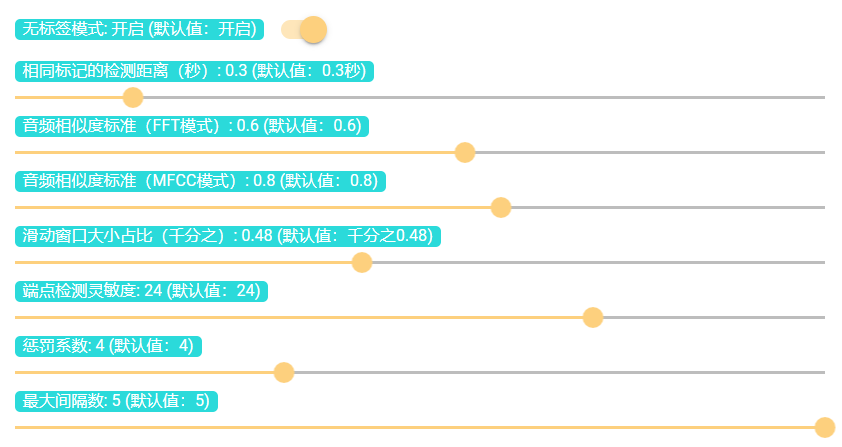 无标签模式: 开启 (默认值：开启)
相同标记的检测距离（秒）: 0.3 (默认值：0.3秒)
音频相似度标准（FFT模式）: 0.6 (默认值：0.6)
音频相似度标准（MFCC模式）: 0.8 (默认值：0.8)
滑动窗口大小占比（千分之）: 0.48 (默认值：千分之0.48)
端点检测灵敏度: 24 (默认值：24)
惩罚系数: 4 (默认值：4)
最大间隔数: 5 (默认值：5)